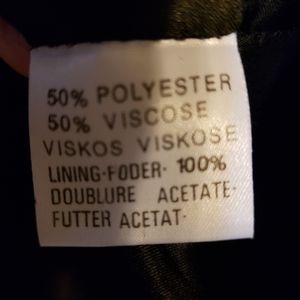 50% POLYESTER
50% VISCOSE
VISKOS VISKOSE
LINING-FODER- 100%
DOUBLURE ACETATE-
FUTTER ACETAT-